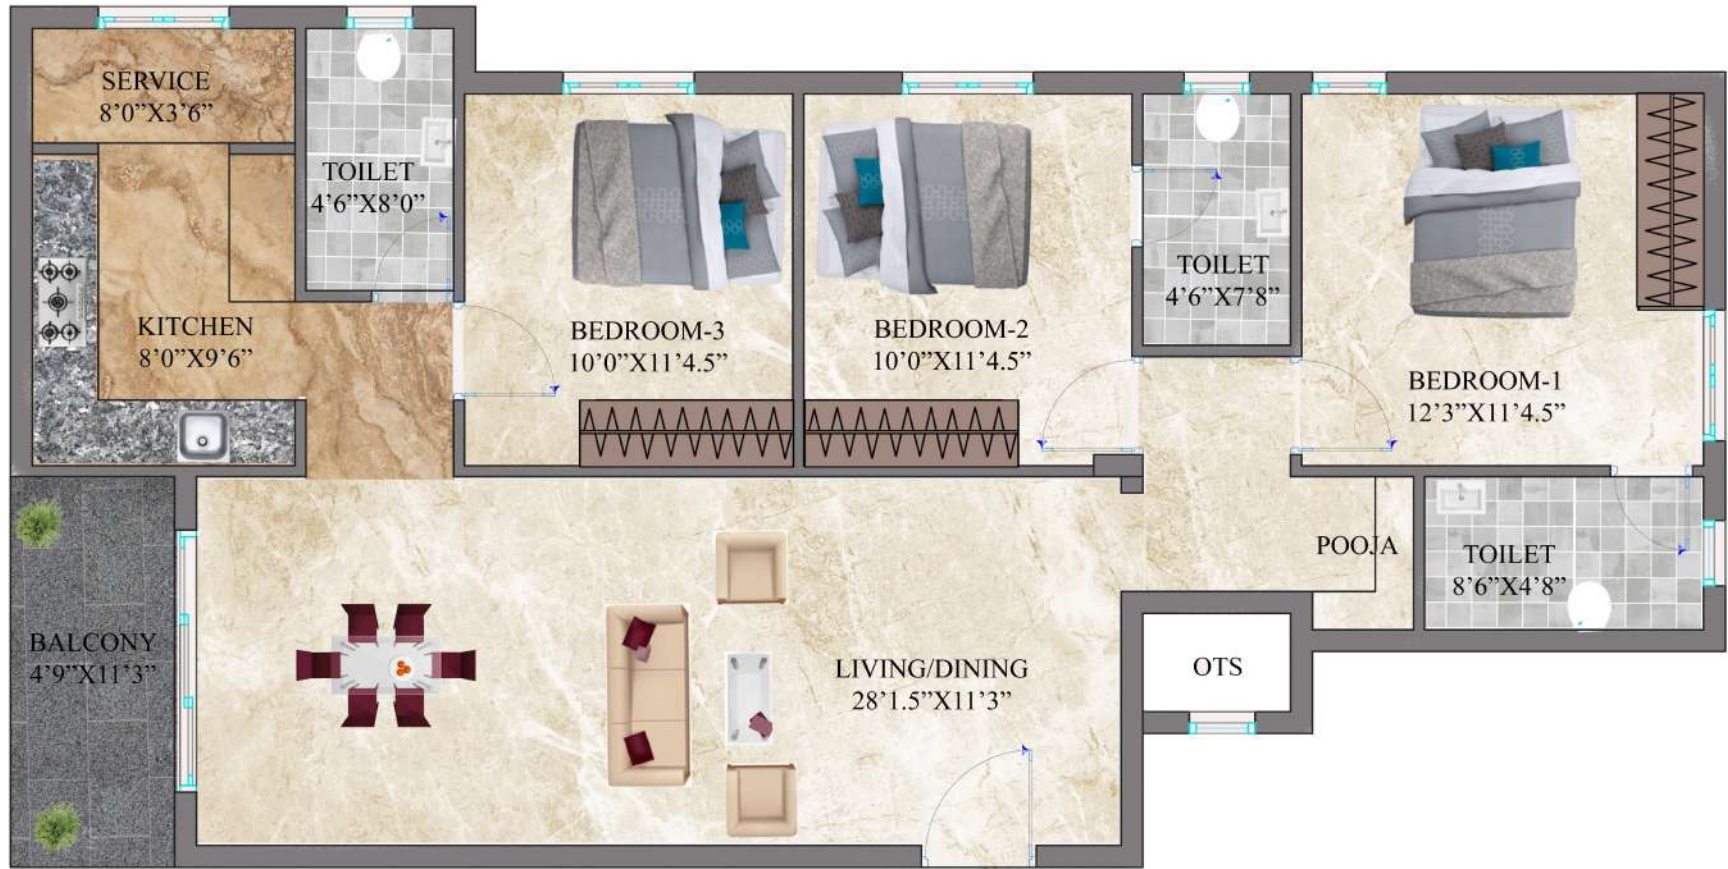 SERVICE
8’0”X3’6”
TOILET
4’6”X8’0”
KITCHEN
8’0”X9’6”
BEDROOM-3
10’0”X11’4.5”
BEDROOM-2
10’0”X11’4.5”
TOILET
4’6”X7’8”
BEDROOM-1
12’3”X11’4.5”
BALCONY
4’9”X11’3”
LIVING/DINING
28’1.5”X11’3”
POOJA
TOILET
8’6”X4’8”
OTS